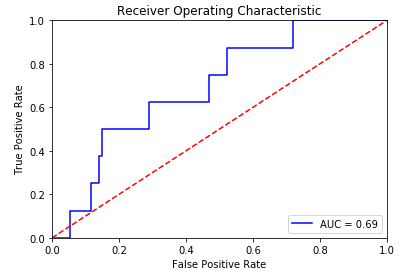 Receiver Operating Characteristic
True Positive Rate
1.0
0.8
0.6
0.4
0.2
0.0
AUC = 0.69
0.0 0.2 0.4 0.6 0.8 1.0
False Positive Rate